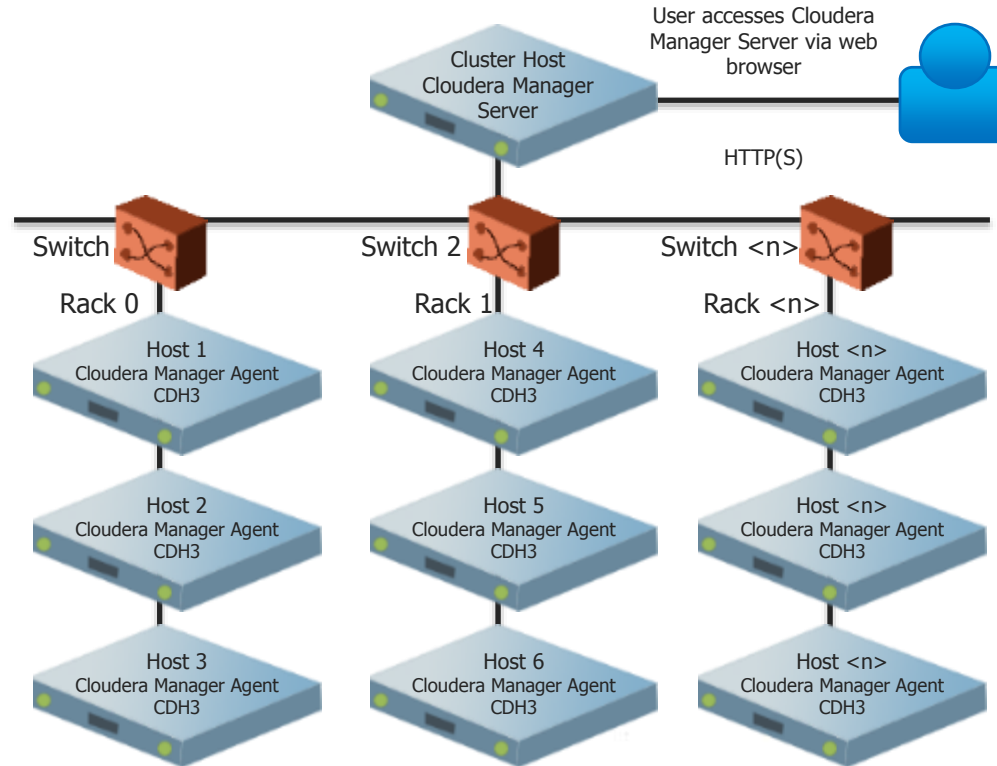 User accesses Cloudera
Manager Server via web
browser
Cluster Host
Cloudera Manager
Server
HTTP(S)
Switch
Switch 2
Switch <n>
Rack 0
Rack 1
Rack <n>
Host 1
Cloudera Manager Agent
CDH3
Host 4
Cloudera Manager Agent
CDH3
Host <n>
Cloudera Manager Agent
CDH3
Host 2
Cloudera Manager Agent
CDH3
Host 5
Cloudera Manager Agent
CDH3
Host <n>
Cloudera Manager Agent
CDH3
Host 3
Cloudera Manager Agent
CDH3
Host 6
Cloudera Manager Agent
CDH3
Host <n>
Cloudera Manager Agent
CDH3